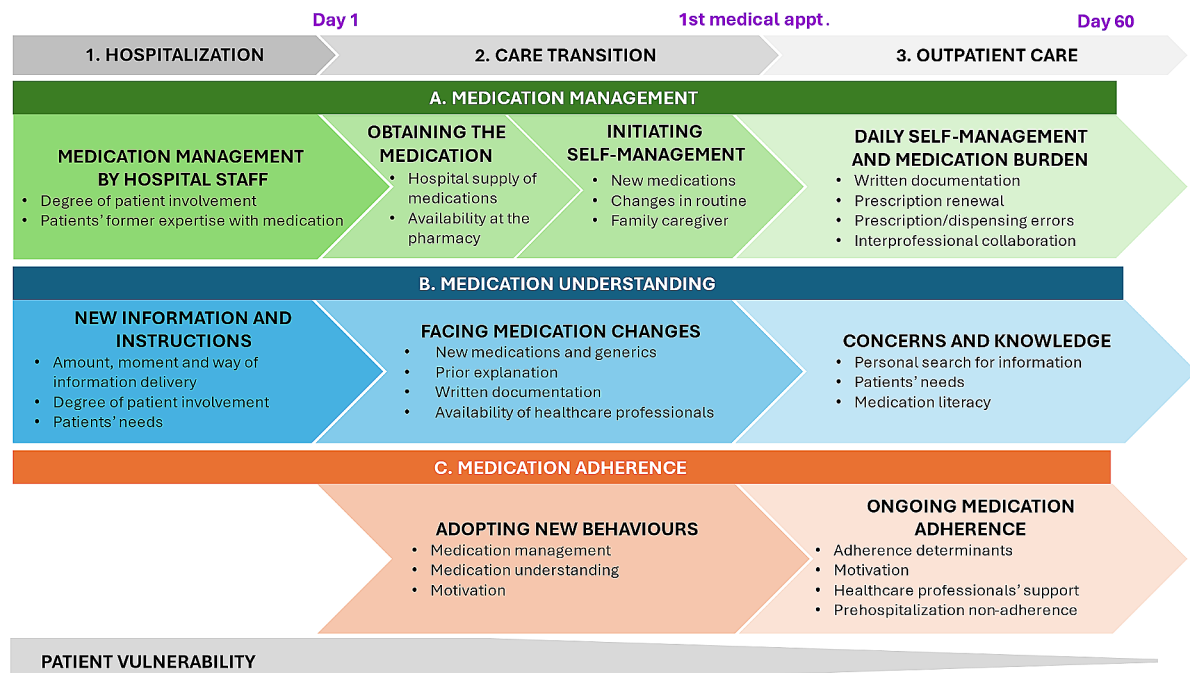 Day 1
1st medical appt.
Day 60
1. HOSPITALIZATION
2. CARE TRANSITION
3. OUTPATIENT CARE
A. MEDICATION MANAGEMENT
MEDICATION MANAGEMENT
BY HOSPITAL STAFF
• Degree of patient involvement
• Patients' former expertise with medication
OBTAINING THE
MEDICATION
• Hospital supply of
medications
• Availability at the
pharmacy
INITIATING
SELF-MANAGEMENT
• New medications
• Changes in routine
• Family caregiver
DAILY SELF-MANAGEMENT
AND MEDICATION BURDEN
• Written documentation
• Prescription renewal
• Prescription/dispensing errors
• Interprofessional collaboration
B. MEDICATION UNDERSTANDING
NEW INFORMATION AND
INSTRUCTIONS
• Amount, moment and way of
information delivery
• Degree of patient involvement
• Patients' needs
FACING MEDICATION CHANGES
• New medications and generics
• Prior explanation
• Written documentation
• Availability of healthcare professionals
CONCERNS AND KNOWLEDGE
• Personal search for information
• Patients' needs
• Medication literacy
C. MEDICATION ADHERENCE
ADOPTING NEW BEHAVIOURS
• Medication management
• Medication understanding
• Motivation
ONGOING MEDICATION
ADHERENCE
• Adherence determinants
• Motivation
• Healthcare professionals' support
• Prehospitalization non-adherence
PATIENT VULNERABILITY